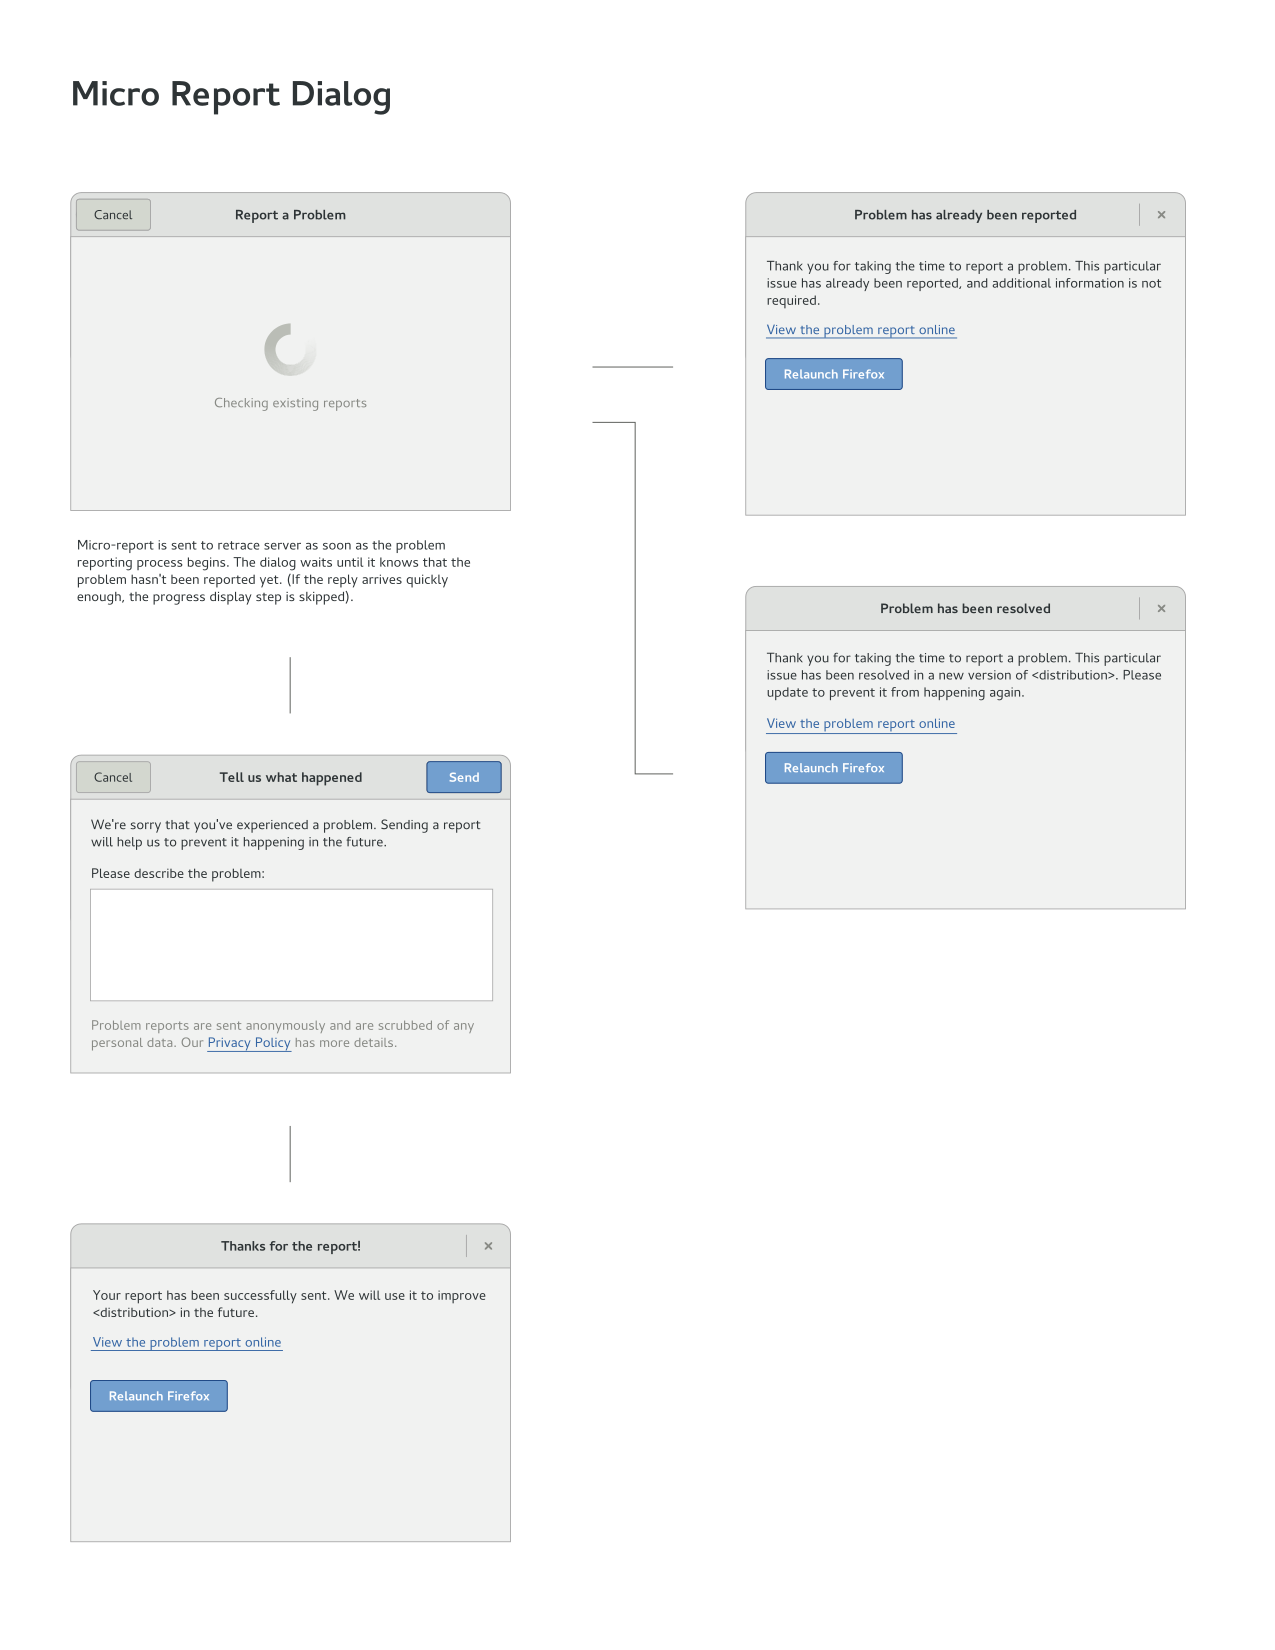 Micro Report Dialog
Cancel
Report a Problem
Checking existing reports
Micro-report is sent to retrace server as soon as the problem
reporting process begins. The dialog waits until it knows that the
problem hasn't been reported yet. (If the reply arrives quickly
enough, the progress display step is skipped).
Problem has already been reported
×
Thank you for taking the time to report a problem. This particular
issue has already been reported, and additional information is not
required.
View the problem report online
Relaunch Firefox
Problem has been resolved
×
Thank you for taking the time to report a problem. This particular
issue has been resolved in a new version of <distribution>. Please
update to prevent it from happening again.
View the problem report online
Relaunch Firefox
Cancel
Tell us what happened
Send
We're sorry that you've experienced a problem. Sending a report
will help us to prevent it happening in the future.
Please describe the problem:
Problem reports are sent anonymously and are scrubbed of any
personal data. Our Privacy Policy has more details.
Thanks for the report!
×
Your report has been successfully sent. We will use it to improve
<distribution> in the future.
View the problem report online
Relaunch Firefox